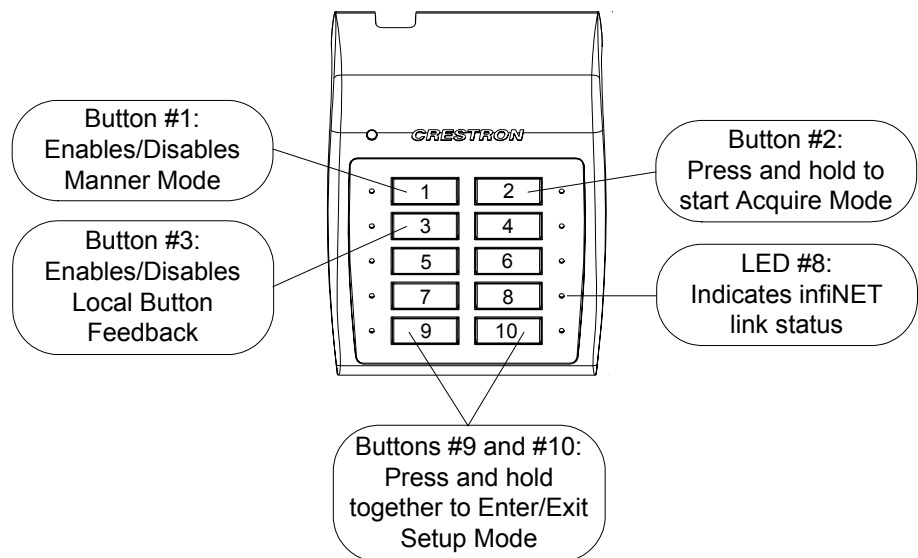 Button #1:
Enables/Disables
Manner Mode
Button #3:
Enables/Disables
Local Button
Feedback
CRESTRON
1 2
3 4
5 6
7 8
9 10
Button #2:
Press and hold to
start Acquire Mode
LED #8:
Indicates infiNET
link status
Buttons #9 and #10:
Press and hold
together to Enter/Exit
Setup Mode